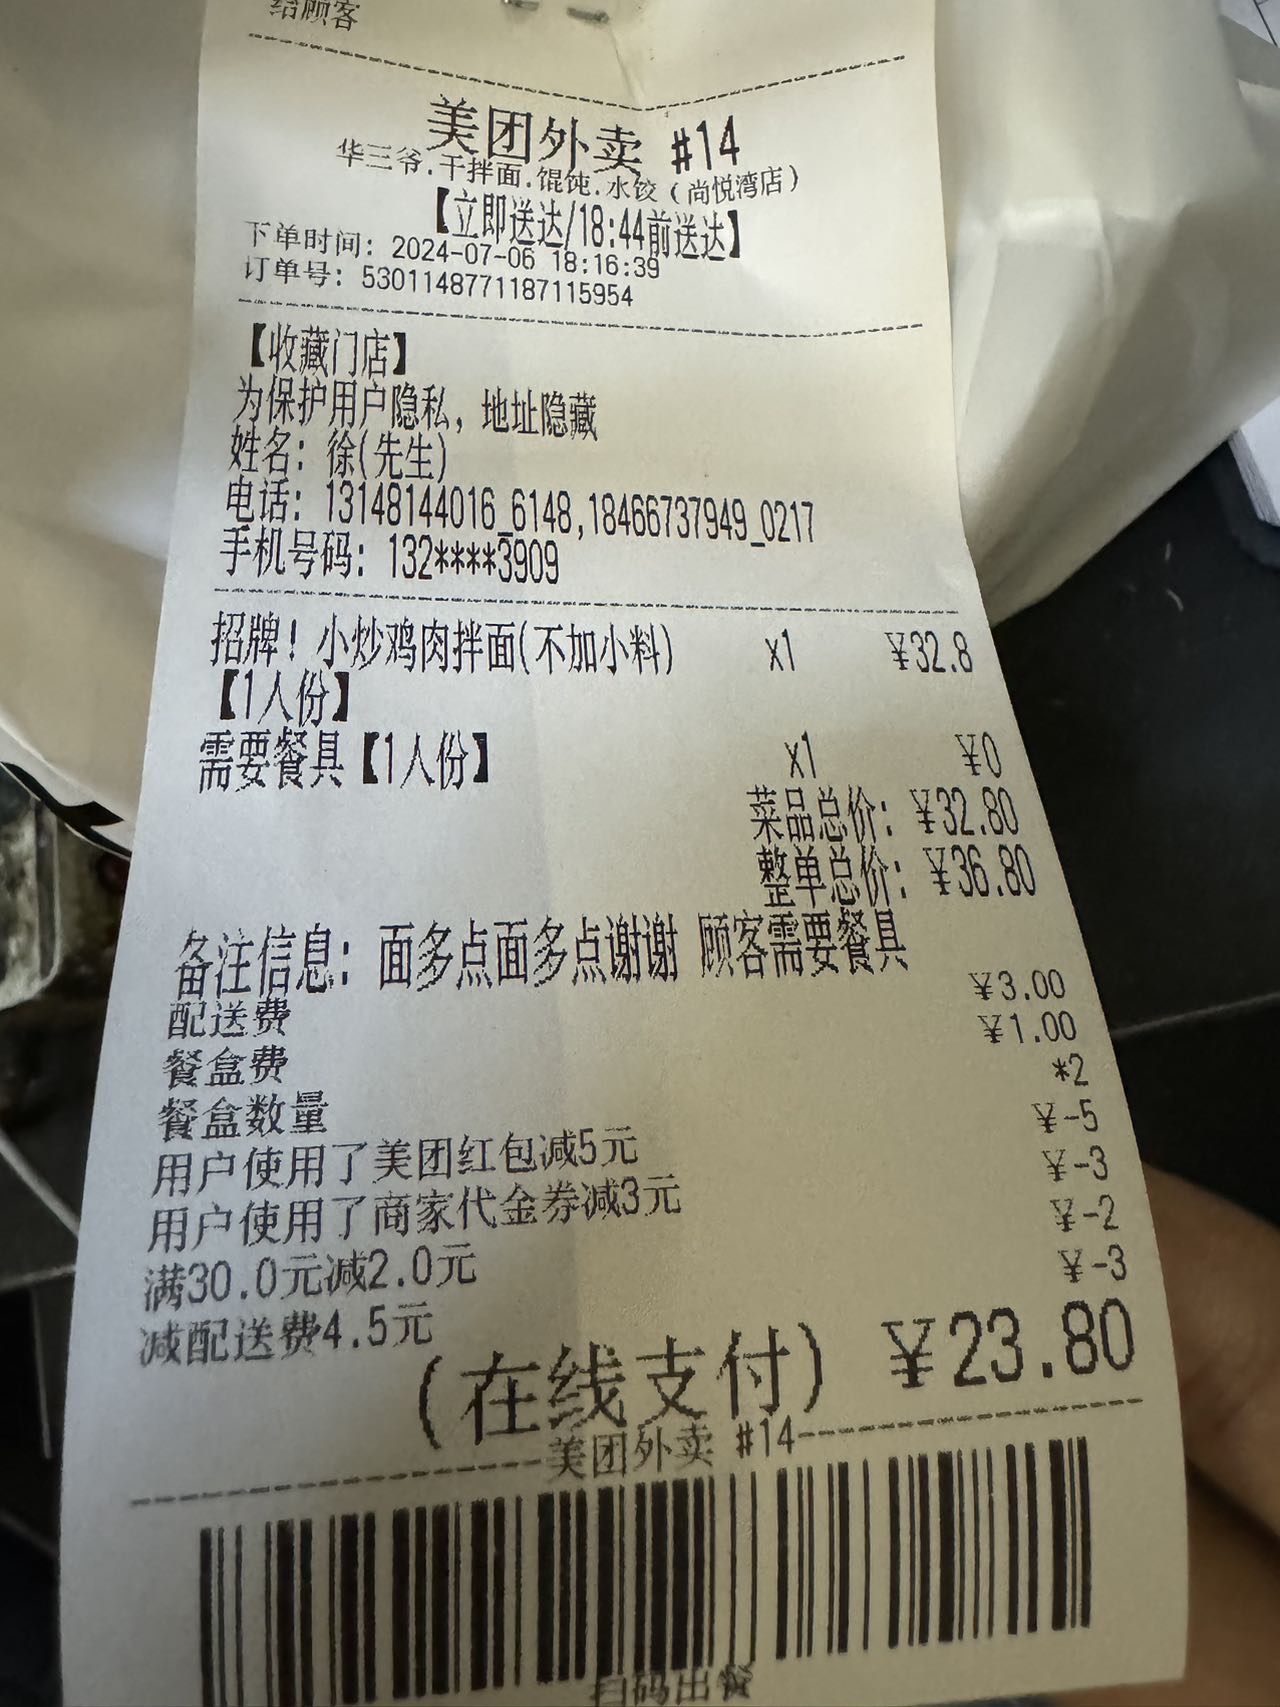 给顾客
美团外卖 #14
华三爷.干拌面.馄饨.水饺（尚悦湾店）
【立即送达/18:44前送达】
下单时间: 2024-07-06 18:16:39
订单号: 5301148771187115954
【收藏门店】
为保护用户隐私, 地址隐藏
姓名: 徐(先生)
电话: 13148144016_6148,18466737949_0217
手机号码: 132****3909
招牌! 小炒鸡肉拌面(不加小料) x1 ¥32.8
【1人份】
需要餐具【1人份】 x1 ¥0
菜品总价: ¥32.80
整单总价: ¥36.80
备注信息: 面多点面多点谢谢 顾客需要餐具
配送费 ¥3.00
餐盒费 ¥1.00
餐盒数量 *2
用户使用了美团红包减5元 ¥-5
用户使用了商家代金券减3元 ¥-3
满30.0元减2.0元 ¥-2
减配送费4.5元 ¥-3
(在线支付) ¥23.80
美团外卖 #14
扫码出餐